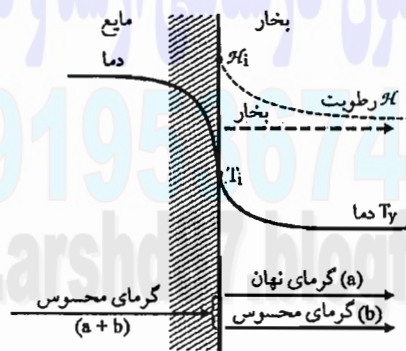 بخار
مایع
دما
ℋi
رطوبت ℋ
بخار
Ti
دما Ty
گرمای نهان (a)
گرمای محسوس
(a + b)
گرمای محسوس (b)